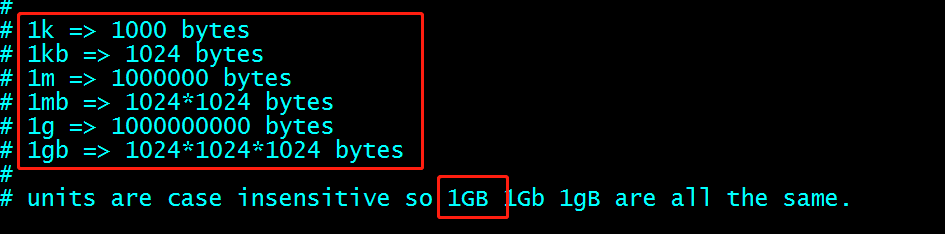 #
# 1k => 1000 bytes
# 1kb => 1024 bytes
# 1m => 1000000 bytes
# 1mb => 1024*1024 bytes
# 1g => 1000000000 bytes
# 1gb => 1024*1024*1024 bytes
#
# units are case insensitive so 1GB 1Gb 1gB are all the same.